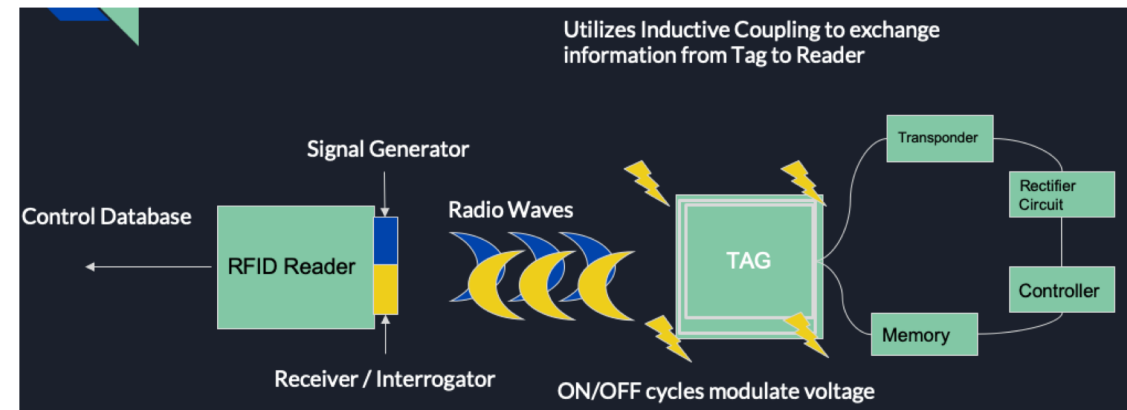 Utilizes Inductive Coupling to exchange
information from Tag to Reader
Signal Generator
Control Database
RFID Reader
Receiver / Interrogator
Radio Waves
TAG
ON/OFF cycles modulate voltage
Transponder
Rectifier
Circuit
Controller
Memory